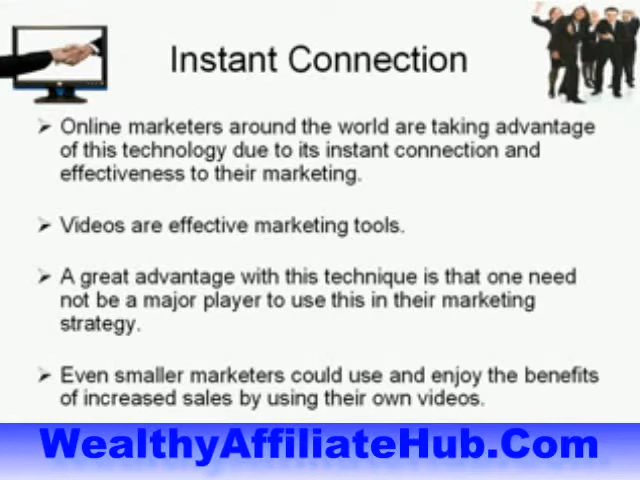 Instant Connection
➢ Online marketers around the world are taking advantage
of this technology due to its instant connection and
effectiveness to their marketing.
➢ Videos are effective marketing tools.
➢ A great advantage with this technique is that one need
not be a major player to use this in their marketing
strategy.
➢ Even smaller marketers could use and enjoy the benefits
of increased sales by using their own videos.
WealthyAffiliateHub.Com